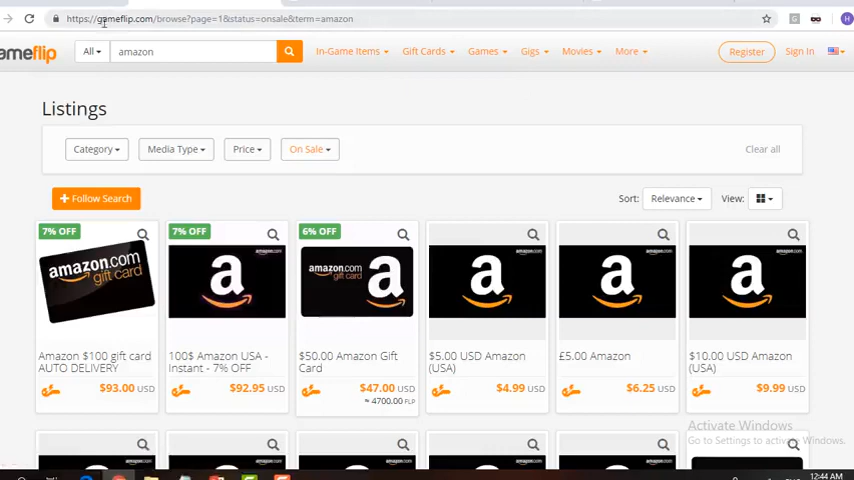 https://gameflip.com/browse?page=1&status=onsale&term=amazon
ameflip
All
amazon
In-Game Items
Gift Cards
Games
Gigs
Movies
More
Register
Sign In
Listings
Category
Media Type
Price
On Sale
Clear all
+ Follow Search
Sort:
Relevance
View:
7% OFF
7% OFF
6% OFF
amazon.com
gift card
a
amazon.com
gift card
a
a
a
a
Amazon $100 gift card
AUTO DELIVERY
$93.00 USD
100$ Amazon USA -
Instant - 7% OFF
$92.95 USD
$50.00 Amazon Gift
Card
$47.00 USD
≈ 4700.00 FLP
$5.00 USD Amazon
(USA)
$4.99 USD
£5.00 Amazon
$6.25 USD
$10.00 USD Amazon
(USA)
$9.99 USD
Activate Windows
Go to Settings to activate Windows.
12:44 AM